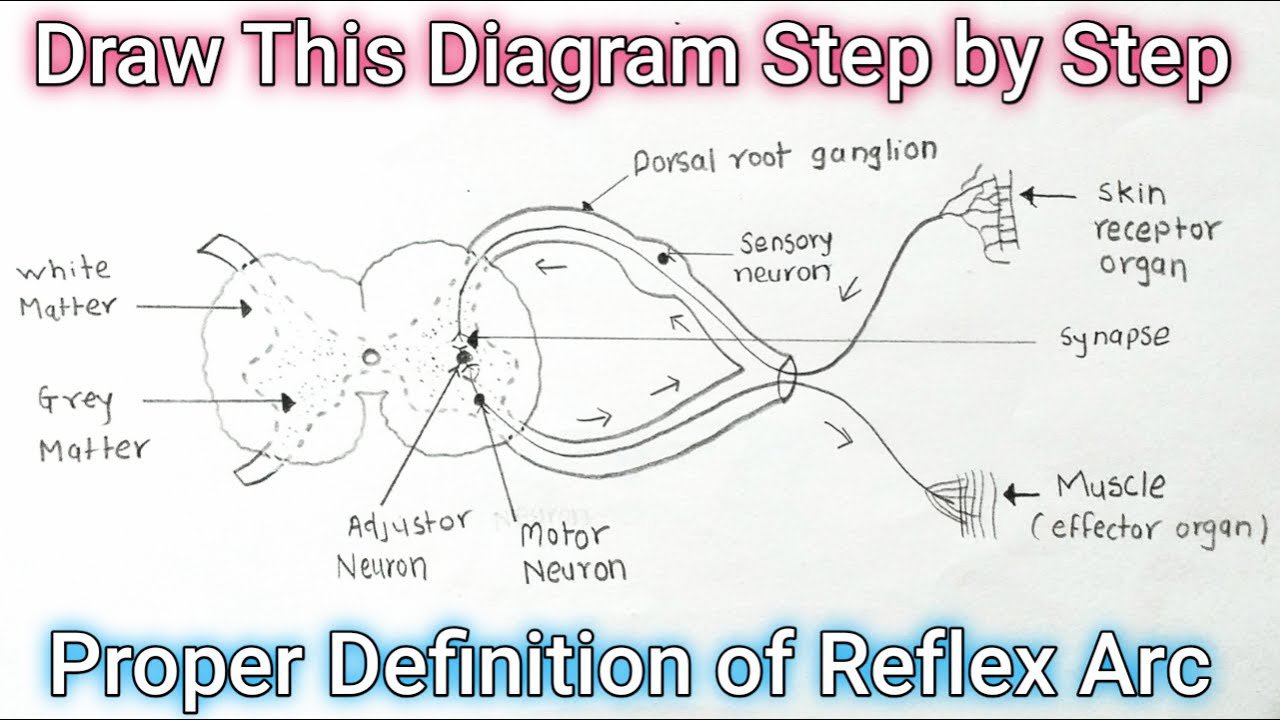 Draw This Diagram Step by Step
Dorsal root ganglion
Skin
receptor
organ
Sensory
neuron
white
Matter
Synapse
Grey
Matter
Adjustor
Neuron
Motor
Neuron
Muscle
(effector organ)
Proper Definition of Reflex Arc